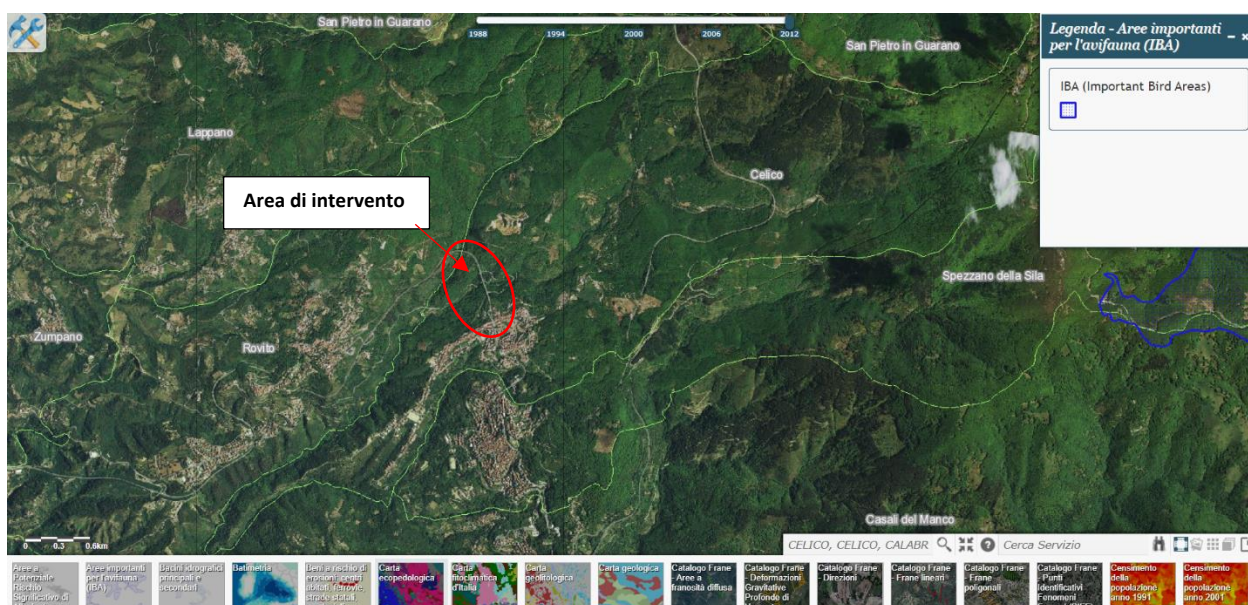 San Pietro in Guarano
1988
1994
2000
2006
2012
San Pietro in Guarano
Legenda - Aree importanti
per l'avifauna (IBA)
IBA (Important Bird Areas)
Lappano
Celico
Area di intervento
Spezzano della Sila
Zumpano
Rovito
Casali del Manco
0
0.3
0.6km
CELICO, CELICO, CALABR
Cerca Servizio
Aree a
Potenziale
Rischio
Significativo di
Aree importanti
per l'avifauna
(IBA)
Bacini idrografici
principali e
secondari
Batimetria
Beni a rischio di
erosione: centri
abitati, ferrovie,
strade statali
Carta
ecopedologica
Carta
fitoclimatica
d'Italia
Carta
geolitologica
Carta geologica
Catalogo Frane
- Aree a
franosità diffusa
Catalogo Frane
- Deformazioni
Gravitative
Profonde di
Catalogo Frane
- Direzioni
Catalogo Frane
- Frane lineari
Catalogo Frane
- Frane
poligonali
Catalogo Frane
- Punti
Identificativi
Fenomeni
Censimento
della
popolazione
anno 1991
Censimento
della
popolazione
anno 2001